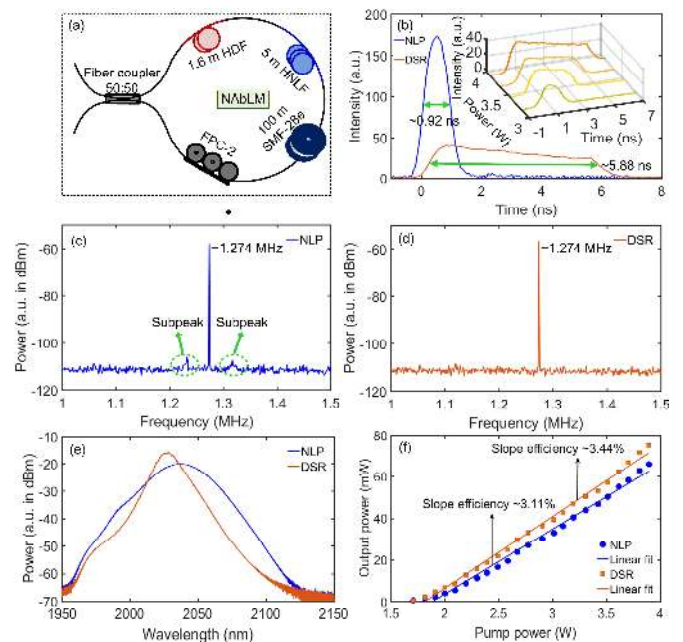 (a)
1.6 m HDF
5 m HNLF
Fiber coupler
50:50
NAbLM
100 m
SMF-28e
FPC-2
(b)
NLP
DSR
Intensity (a.u.)
300
250
200
150
100
50
0
~0.92 ns
~5.88 ns
-2 0 2 4 6 8
Time (ns)
Intensity (a.u.)
40
20
0
4
3.5
3
Power (W)
-1 1 3 5 7
Time (ns)
(c)
NLP
~1.274 MHz
Subpeak
Subpeak
Power (a.u. in dBm)
-60
-80
-100
-120
1 1.1 1.2 1.3 1.4 1.5
Frequency (MHz)
(d)
DSR
~1.274 MHz
Power (a.u. in dBm)
-60
-80
-100
-120
1 1.1 1.2 1.3 1.4 1.5
Frequency (MHz)
(e)
NLP
DSR
Power (a.u. in dBm)
-10
-20
-30
-40
-50
-60
-70
1950 2000 2050 2100 2150
Wavelength (nm)
(f)
Slope efficiency ~3.44%
Slope efficiency ~3.11%
NLP
Linear fit
DSR
Linear fit
Output power (mW)
80
60
40
20
0
1.5 2 2.5 3 3.5 4
Pump power (W)